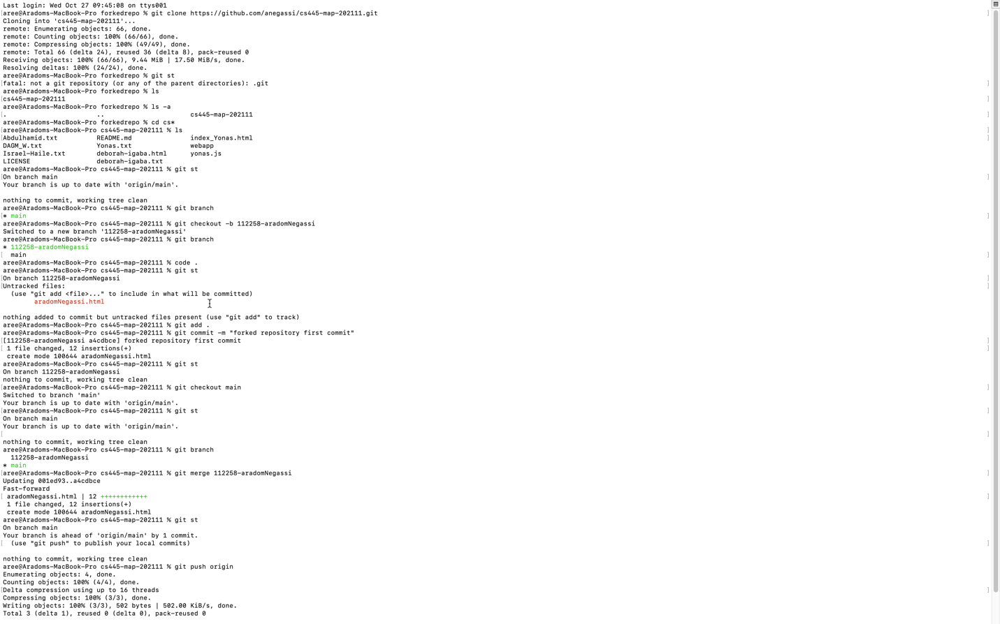 Last login: Wed Oct 27 09:45:08 on ttys001
[aree@Aradoms-MacBook-Pro forkedrepo % git clone https://github.com/anegassi/cs445-map-202111.git ]
Cloning into 'cs445-map-202111'...
remote: Enumerating objects: 66, done.
remote: Counting objects: 100% (66/66), done.
remote: Compressing objects: 100% (49/49), done.
remote: Total 66 (delta 24), reused 36 (delta 8), pack-reused 0
Receiving objects: 100% (66/66), 9.44 MiB | 17.50 MiB/s, done.
Resolving deltas: 100% (24/24), done.
aree@Aradoms-MacBook-Pro forkedrepo % git st
[fatal: not a git repository (or any of the parent directories): .git ]
aree@Aradoms-MacBook-Pro forkedrepo % ls
[cs445-map-202111 ]
aree@Aradoms-MacBook-Pro forkedrepo % ls -a
[. .. cs445-map-202111 ]
aree@Aradoms-MacBook-Pro forkedrepo % cd cs*
[aree@Aradoms-MacBook-Pro cs445-map-202111 % ls ]
[Abdulhamid.txt README.md index_Yonas.html ]
DAGM_W.txt Yonas.txt webapp
Israel-Haile.txt deborah-igaba.html yonas.js
LICENSE deborah-igaba.txt
aree@Aradoms-MacBook-Pro cs445-map-202111 % git st
[On branch main ]
Your branch is up to date with 'origin/main'.
nothing to commit, working tree clean
aree@Aradoms-MacBook-Pro cs445-map-202111 % git branch
[* main ]
aree@Aradoms-MacBook-Pro cs445-map-202111 % git checkout -b 112258-aradomNegassi
Switched to a new branch '112258-aradomNegassi'
aree@Aradoms-MacBook-Pro cs445-map-202111 % git branch
* 112258-aradomNegassi
[ main ]
aree@Aradoms-MacBook-Pro cs445-map-202111 % code .
aree@Aradoms-MacBook-Pro cs445-map-202111 % git st
[On branch 112258-aradomNegassi ]
[Untracked files: ]
(use "git add <file>..." to include in what will be committed)
aradomNegassi.html
nothing added to commit but untracked files present (use "git add" to track)
aree@Aradoms-MacBook-Pro cs445-map-202111 % git add .
aree@Aradoms-MacBook-Pro cs445-map-202111 % git commit -m "forked repository first commit"
[[112258-aradomNegassi a4cdbce] forked repository first commit ]
[ 1 file changed, 12 insertions(+) ]
create mode 100644 aradomNegassi.html
aree@Aradoms-MacBook-Pro cs445-map-202111 % git st
On branch 112258-aradomNegassi
nothing to commit, working tree clean
[aree@Aradoms-MacBook-Pro cs445-map-202111 % git checkout main ]
Switched to branch 'main'
Your branch is up to date with 'origin/main'.
[aree@Aradoms-MacBook-Pro cs445-map-202111 % git st ]
On branch main
Your branch is up to date with 'origin/main'.
[ ]
nothing to commit, working tree clean
aree@Aradoms-MacBook-Pro cs445-map-202111 % git branch
112258-aradomNegassi
* main
[aree@Aradoms-MacBook-Pro cs445-map-202111 % git merge 112258-aradomNegassi ]
Updating 001ed93..a4cdbce
Fast-forward
[ aradomNegassi.html | 12 ++++++++++++ ]
1 file changed, 12 insertions(+)
create mode 100644 aradomNegassi.html
aree@Aradoms-MacBook-Pro cs445-map-202111 % git st
On branch main
Your branch is ahead of 'origin/main' by 1 commit.
[ (use "git push" to publish your local commits) ]
nothing to commit, working tree clean
aree@Aradoms-MacBook-Pro cs445-map-202111 % git push origin
Enumerating objects: 4, done.
Counting objects: 100% (4/4), done.
[Delta compression using up to 16 threads ]
Compressing objects: 100% (3/3), done.
Writing objects: 100% (3/3), 502 bytes | 502.00 KiB/s, done.
Total 3 (delta 1), reused 0 (delta 0), pack-reused 0